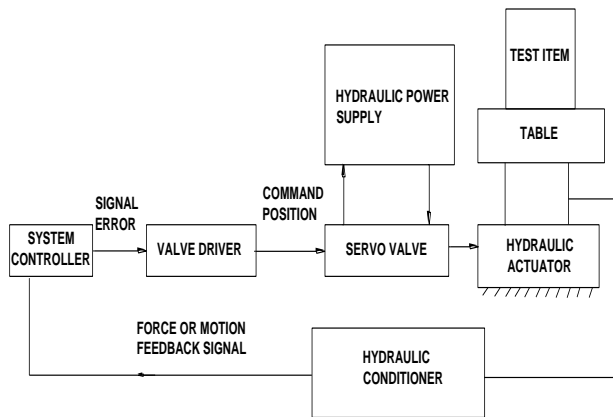 TEST ITEM
HYDRAULIC POWER
SUPPLY
TABLE
SIGNAL
ERROR
COMMAND
POSITION
SYSTEM
CONTROLLER
VALVE DRIVER
SERVO VALVE
HYDRAULIC
ACTUATOR
FORCE OR MOTION
FEEDBACK SIGNAL
HYDRAULIC
CONDITIONER